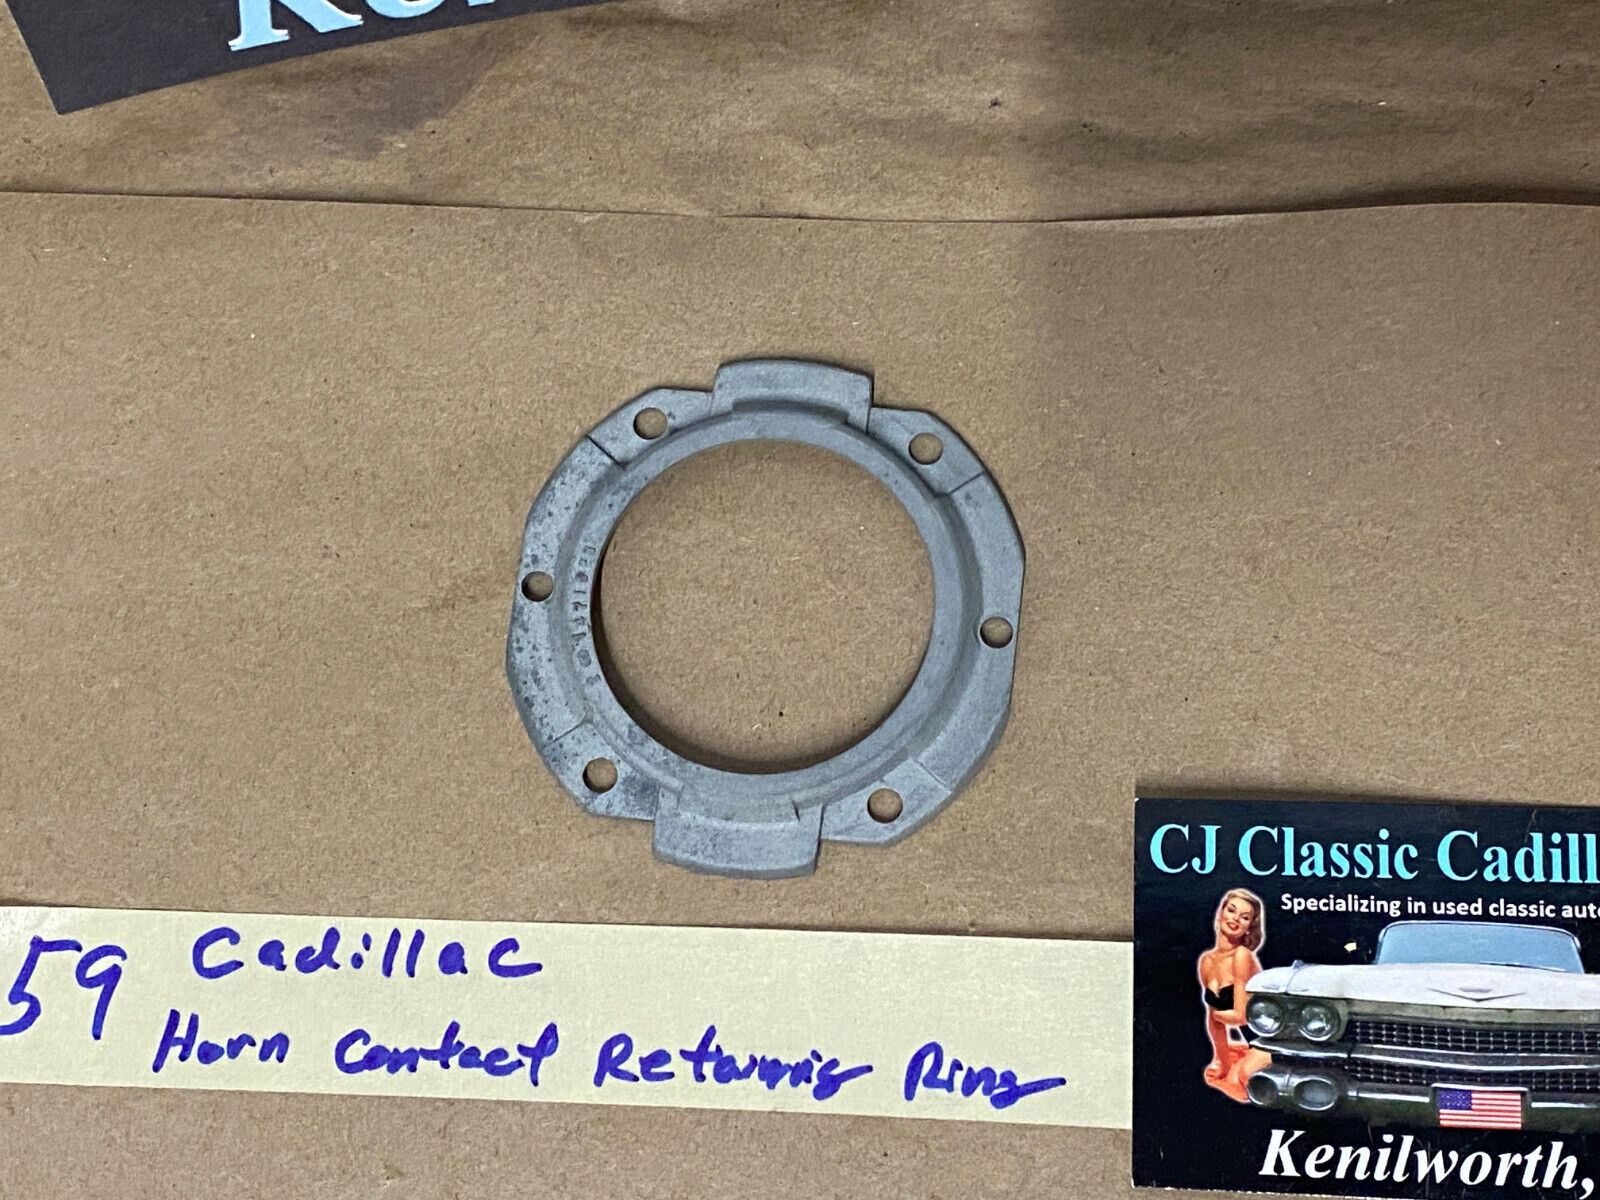 59 Cadillac
Horn Contact Retaining Ring
CJ Classic Cadill
Specializing in used classic auto
Kenilworth,